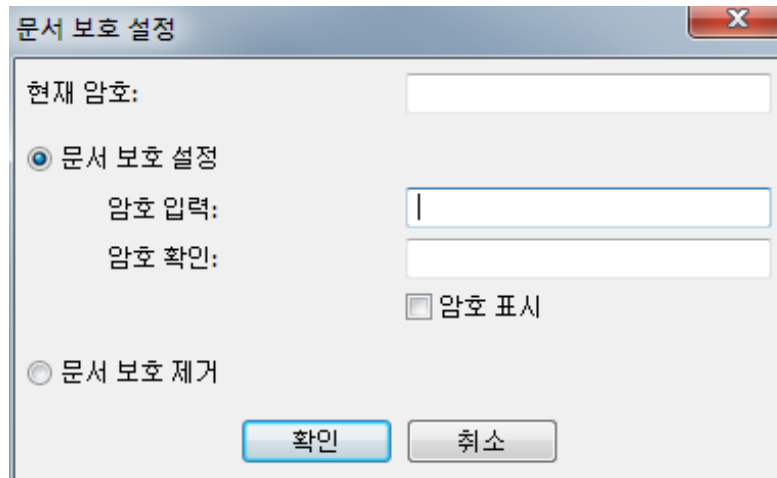 문서 보호 설정
현재 암호:
문서 보호 설정
암호 입력:
암호 확인:
암호 표시
문서 보호 제거
확인 취소